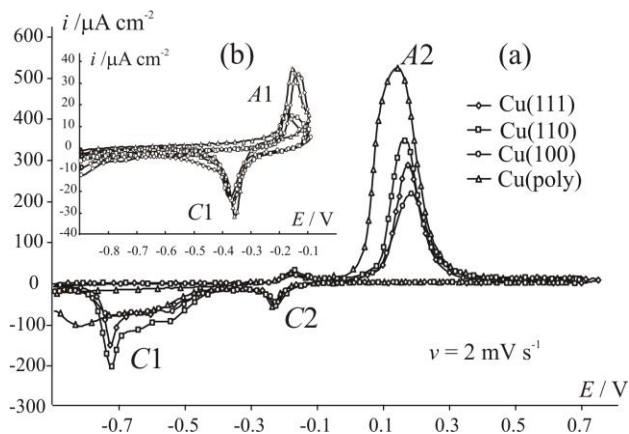 i /µA cm-2
600
500
400
300
200
100
0
-100
-200
-300
-0.7
-0.5
-0.3
-0.1
0.1
0.3
0.5
0.7
E / V
(a)
A2
C1
C2
Cu(111)
Cu(110)
Cu(100)
Cu(poly)
ν = 2 mV s-1
(b)
i /µA cm-2
40
30
20
10
0
-10
-20
-30
-40
A1
C1
E / V
-0.8
-0.7
-0.6
-0.5
-0.4
-0.3
-0.2
-0.1